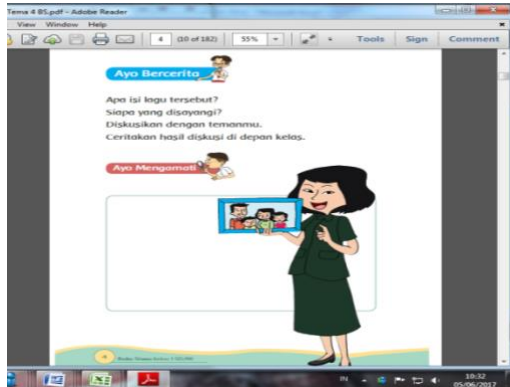 Tema 4 BS.pdf - Adobe Reader
View Window Help
4 (10 of 182) 55% Tools Sign Comment
Ayo Bercerita
Apa isi lagu tersebut?
Siapa yang disayangi?
Diskusikan dengan temanmu.
Ceritakan hasil diskusi di depan kelas.
Ayo Mengamati
IN
10:32
05/06/2017